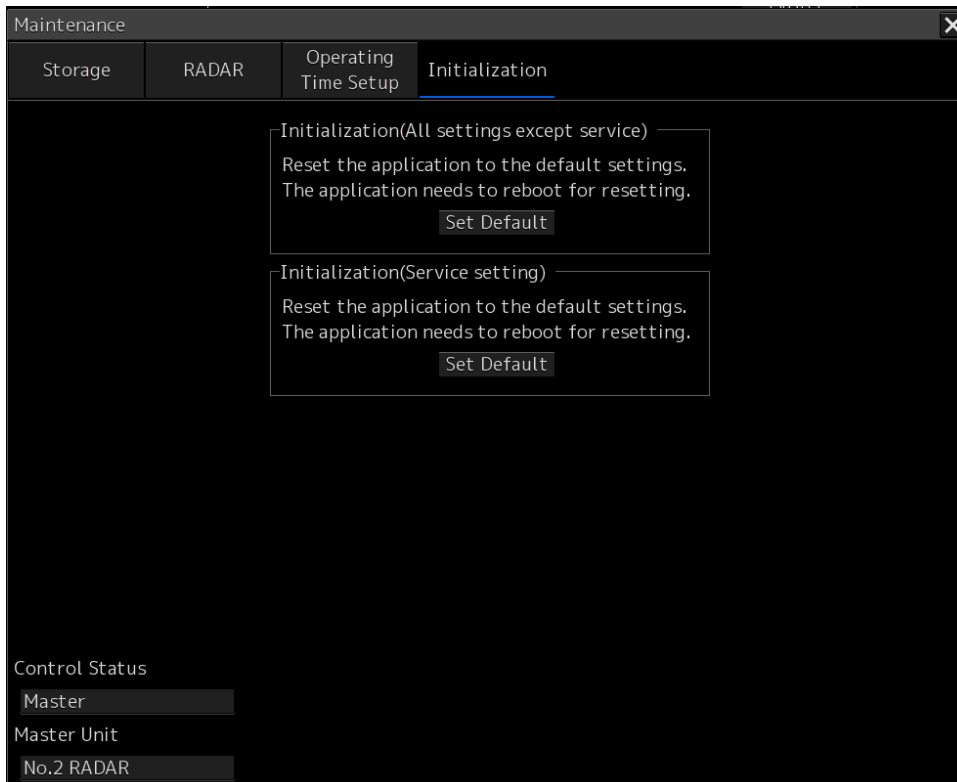 Maintenance
Storage
RADAR
Operating
Time Setup
Initialization
Initialization(All settings except service)
Reset the application to the default settings.
The application needs to reboot for resetting.
Set Default
Initialization(Service setting)
Reset the application to the default settings.
The application needs to reboot for resetting.
Set Default
Control Status
Master
Master Unit
No.2 RADAR